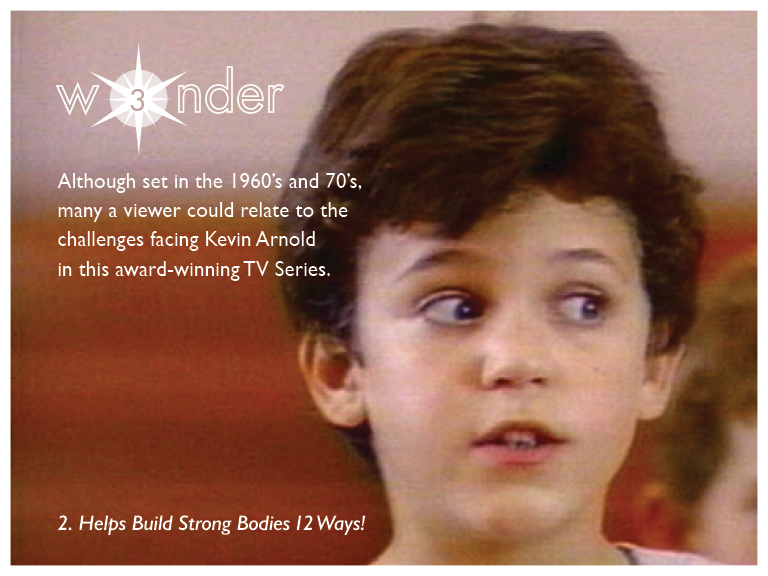 w3nder
Although set in the 1960's and 70's,
many a viewer could relate to the
challenges facing Kevin Arnold
in this award-winning TV Series.
2. Helps Build Strong Bodies 12 Ways!